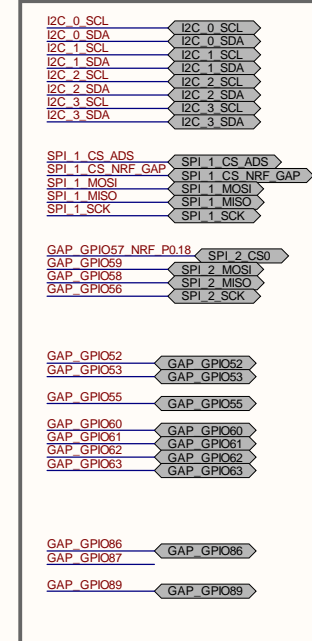 I2C_0_SCL I2C_0_SCL
I2C_0_SDA I2C_0_SDA
I2C_1_SCL I2C_1_SCL
I2C_1_SDA I2C_1_SDA
I2C_2_SCL I2C_2_SCL
I2C_2_SDA I2C_2_SDA
I2C_3_SCL I2C_3_SCL
I2C_3_SDA I2C_3_SDA
SPI_1_CS_ADS SPI_1_CS_ADS
SPI_1_CS_NRF_GAP SPI_1_CS_NRF_GAP
SPI_1_MOSI SPI_1_MOSI
SPI_1_MISO SPI_1_MISO
SPI_1_SCK SPI_1_SCK
GAP_GPIO57_NRF_P0.18 SPI_2_CS0
GAP_GPIO59 SPI_2_MOSI
GAP_GPIO58 SPI_2_MISO
GAP_GPIO56 SPI_2_SCK
GAP_GPIO52 GAP_GPIO52
GAP_GPIO53 GAP_GPIO53
GAP_GPIO55 GAP_GPIO55
GAP_GPIO60 GAP_GPIO60
GAP_GPIO61 GAP_GPIO61
GAP_GPIO62 GAP_GPIO62
GAP_GPIO63 GAP_GPIO63
GAP_GPIO86 GAP_GPIO86
GAP_GPIO87
GAP_GPIO89 GAP_GPIO89